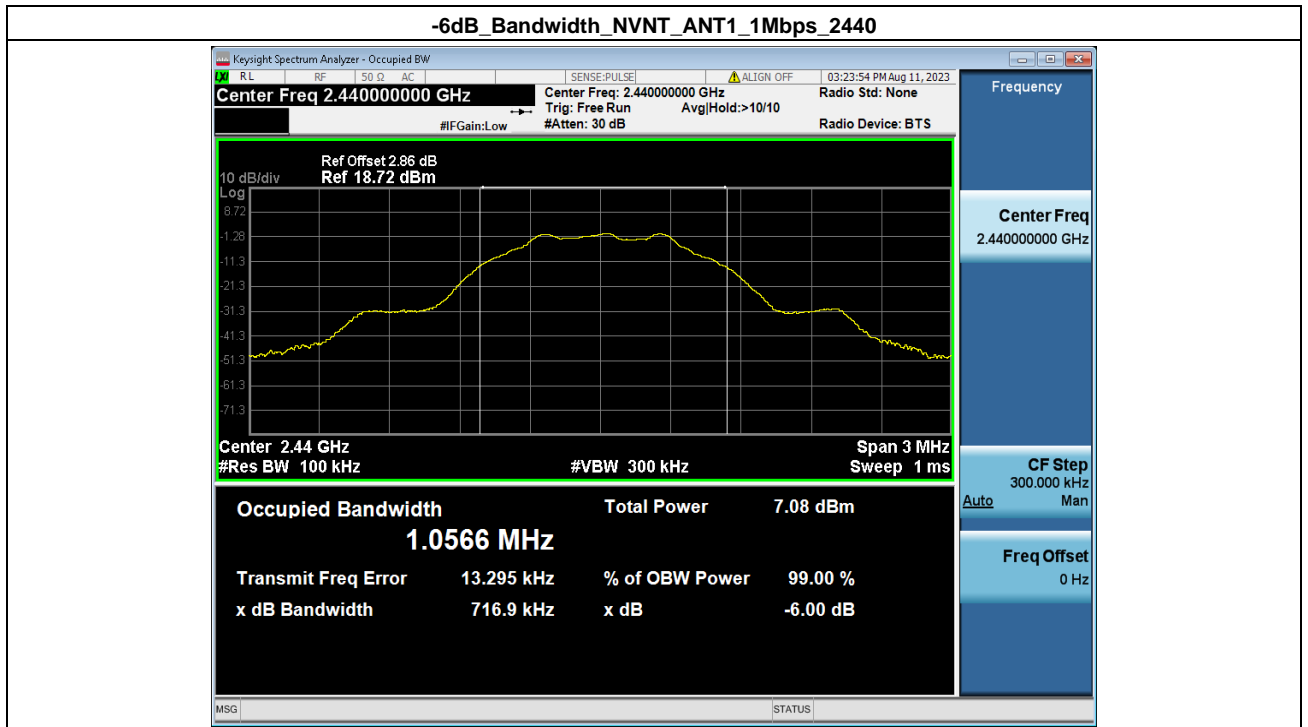 -6dB_Bandwidth_NVNT_ANT1_1Mbps_2440
Keysight Spectrum Analyzer - Occupied BW
LXI RL RF 50 Ω AC SENSE:PULSE ALIGN OFF 03:23:54 PM Aug 11, 2023
Center Freq 2.440000000 GHz
Center Freq: 2.440000000 GHz Radio Std: None
Trig: Free Run Avg|Hold:>10/10
#IFGain:Low #Atten: 30 dB Radio Device: BTS
Ref Offset 2.86 dB
10 dB/div Ref 18.72 dBm
Log
8.72
-1.28
-11.3
-21.3
-31.3
-41.3
-51.3
-61.3
-71.3
Center 2.44 GHz Span 3 MHz
#Res BW 100 kHz #VBW 300 kHz Sweep 1 ms
Occupied Bandwidth Total Power 7.08 dBm
1.0566 MHz
Transmit Freq Error 13.295 kHz % of OBW Power 99.00 %
x dB Bandwidth 716.9 kHz x dB -6.00 dB
MSG STATUS
Frequency
Center Freq
2.440000000 GHz
CF Step
300.000 kHz
Auto Man
Freq Offset
0 Hz